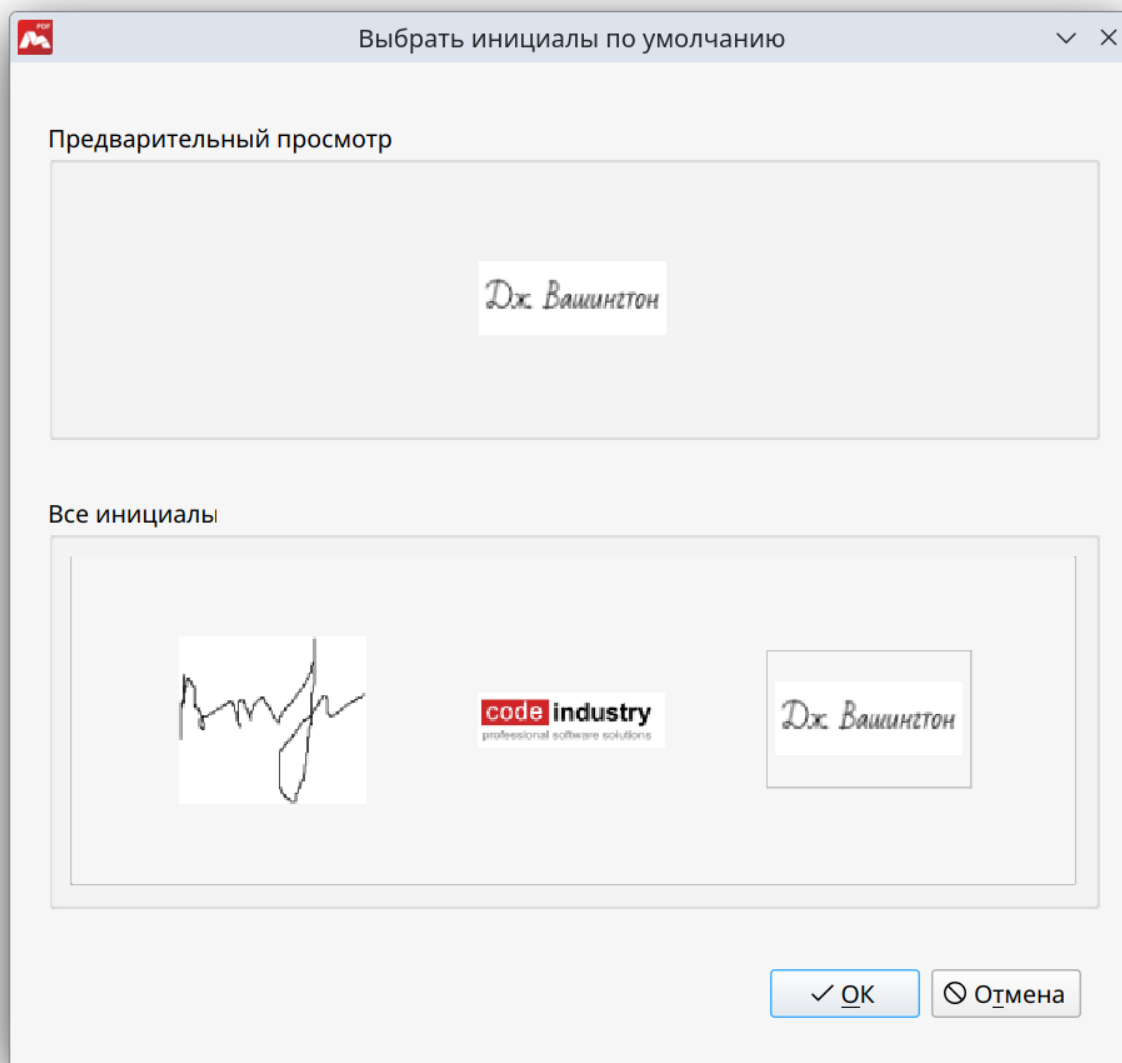 PDF
Выбрать инициалы по умолчанию
Предварительный просмотр
Дж. Вашингтон
Все инициалы
code industry
professional software solutions
Дж. Вашингтон
OK
Отмена